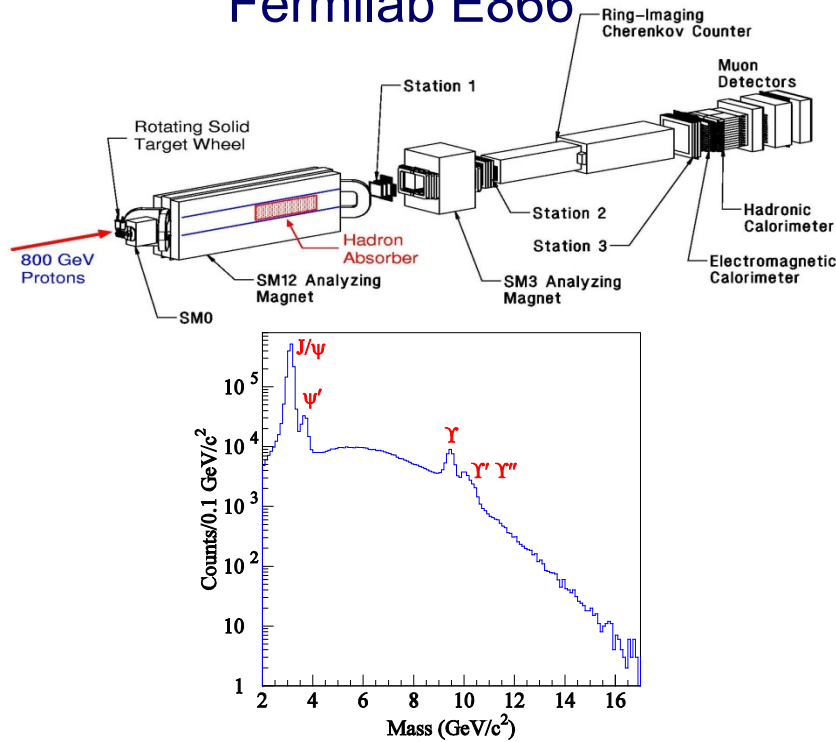 Fermilab E866
Ring-Imaging
Cherenkov Counter
Muon
Detectors
Station 1
Rotating Solid
Target Wheel
Station 2
Hadronic
Calorimeter
Hadron
Absorber
Station 3
800 GeV
Protons
Electromagnetic
Calorimeter
SM12 Analyzing
Magnet
SM3 Analyzing
Magnet
SM0
J/ψ
ψ′
ϒ
ϒ′ ϒ″
Counts/0.1 GeV/c²
10⁵
10⁴
10³
10²
10
1
2 4 6 8 10 12 14 16
Mass (GeV/c²)